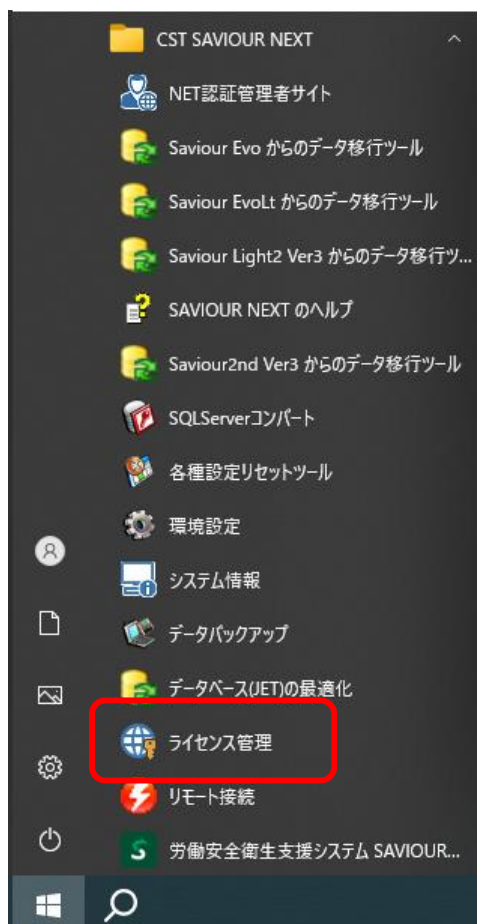 CST SAVIOUR NEXT
NET認証管理者サイト
Saviour Evo からのデータ移行ツール
Saviour EvoLt からのデータ移行ツール
Saviour Light2 Ver3 からのデータ移行ツ...
SAVIOUR NEXT のヘルプ
Saviour2nd Ver3 からのデータ移行ツール
SQLServerコンバート
各種設定リセットツール
環境設定
システム情報
データバックアップ
データベース(JET)の最適化
ライセンス管理
リモート接続
労働安全衛生支援システム SAVIOUR...